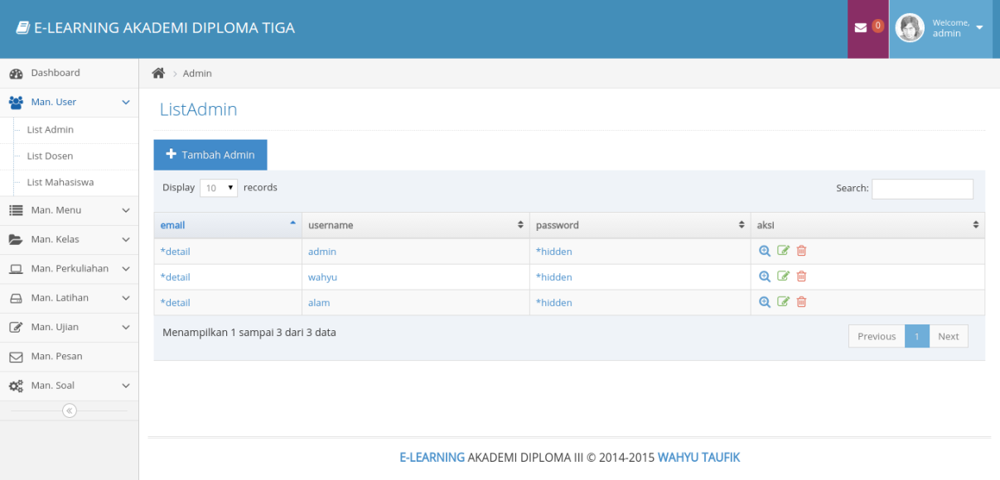 E-LEARNING AKADEMI DIPLOMA TIGA
0
Welcome,
admin
Dashboard
Man. User
List Admin
List Dosen
List Mahasiswa
Man. Menu
Man. Kelas
Man. Perkuliahan
Man. Latihan
Man. Ujian
Man. Pesan
Man. Soal
Admin
ListAdmin
Tambah Admin
Display 10 records
Search:
email username password aksi
*detail admin *hidden
*detail wahyu *hidden
*detail alam *hidden
Menampilkan 1 sampai 3 dari 3 data
Previous 1 Next
E-LEARNING AKADEMI DIPLOMA III © 2014-2015 WAHYU TAUFIK